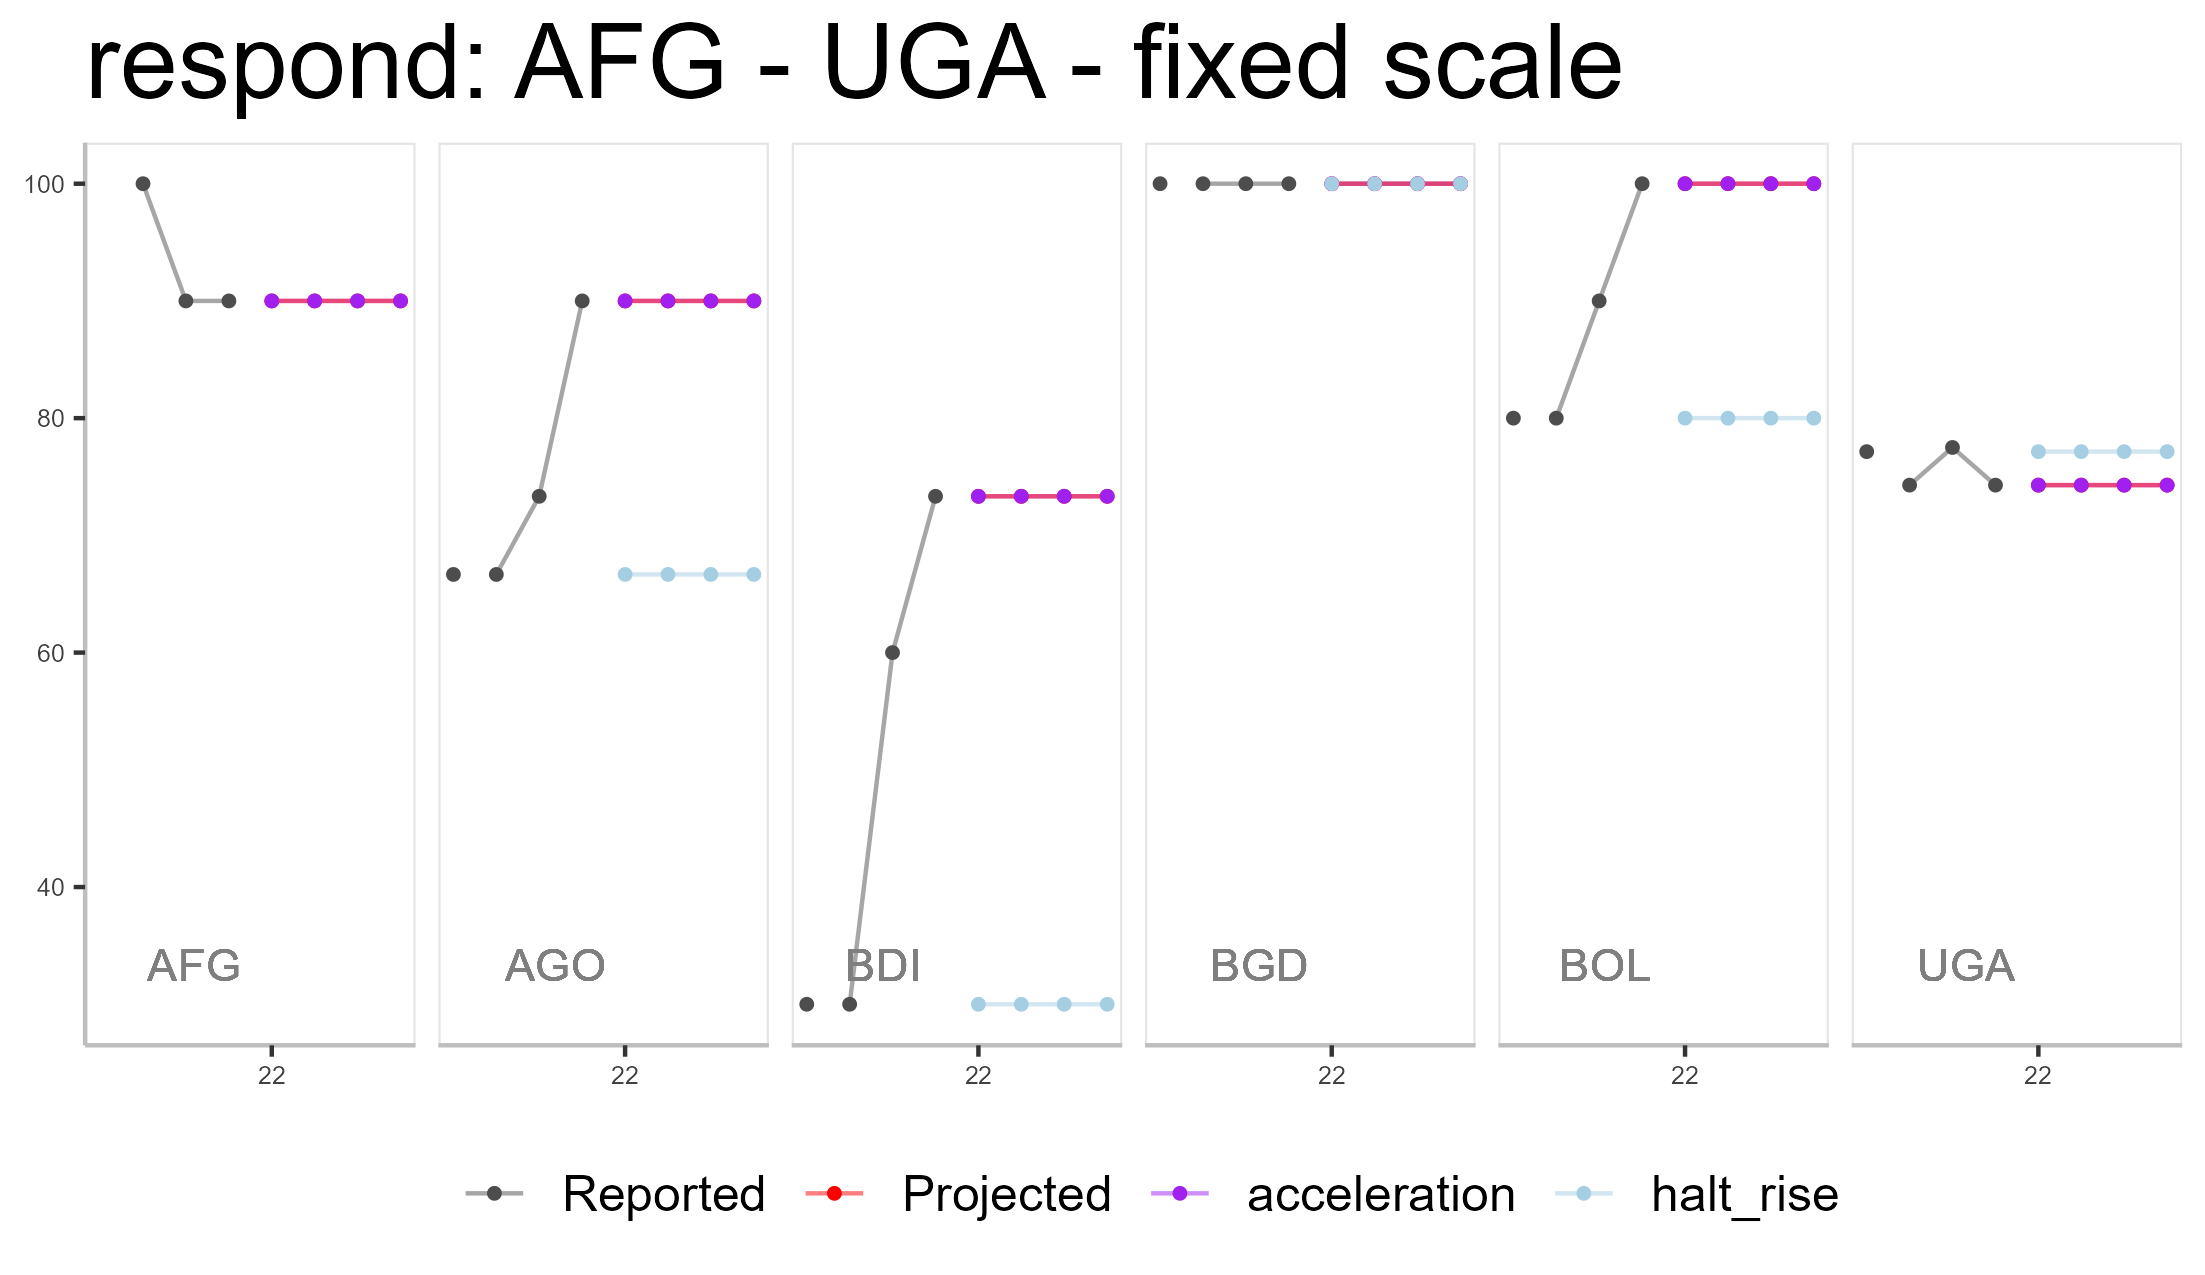 respond: AFG - UGA - fixed scale
100
80
60
40
AFG AGO BDI BGD BOL UGA
22 22 22 22 22 22
Reported Projected acceleration halt_rise